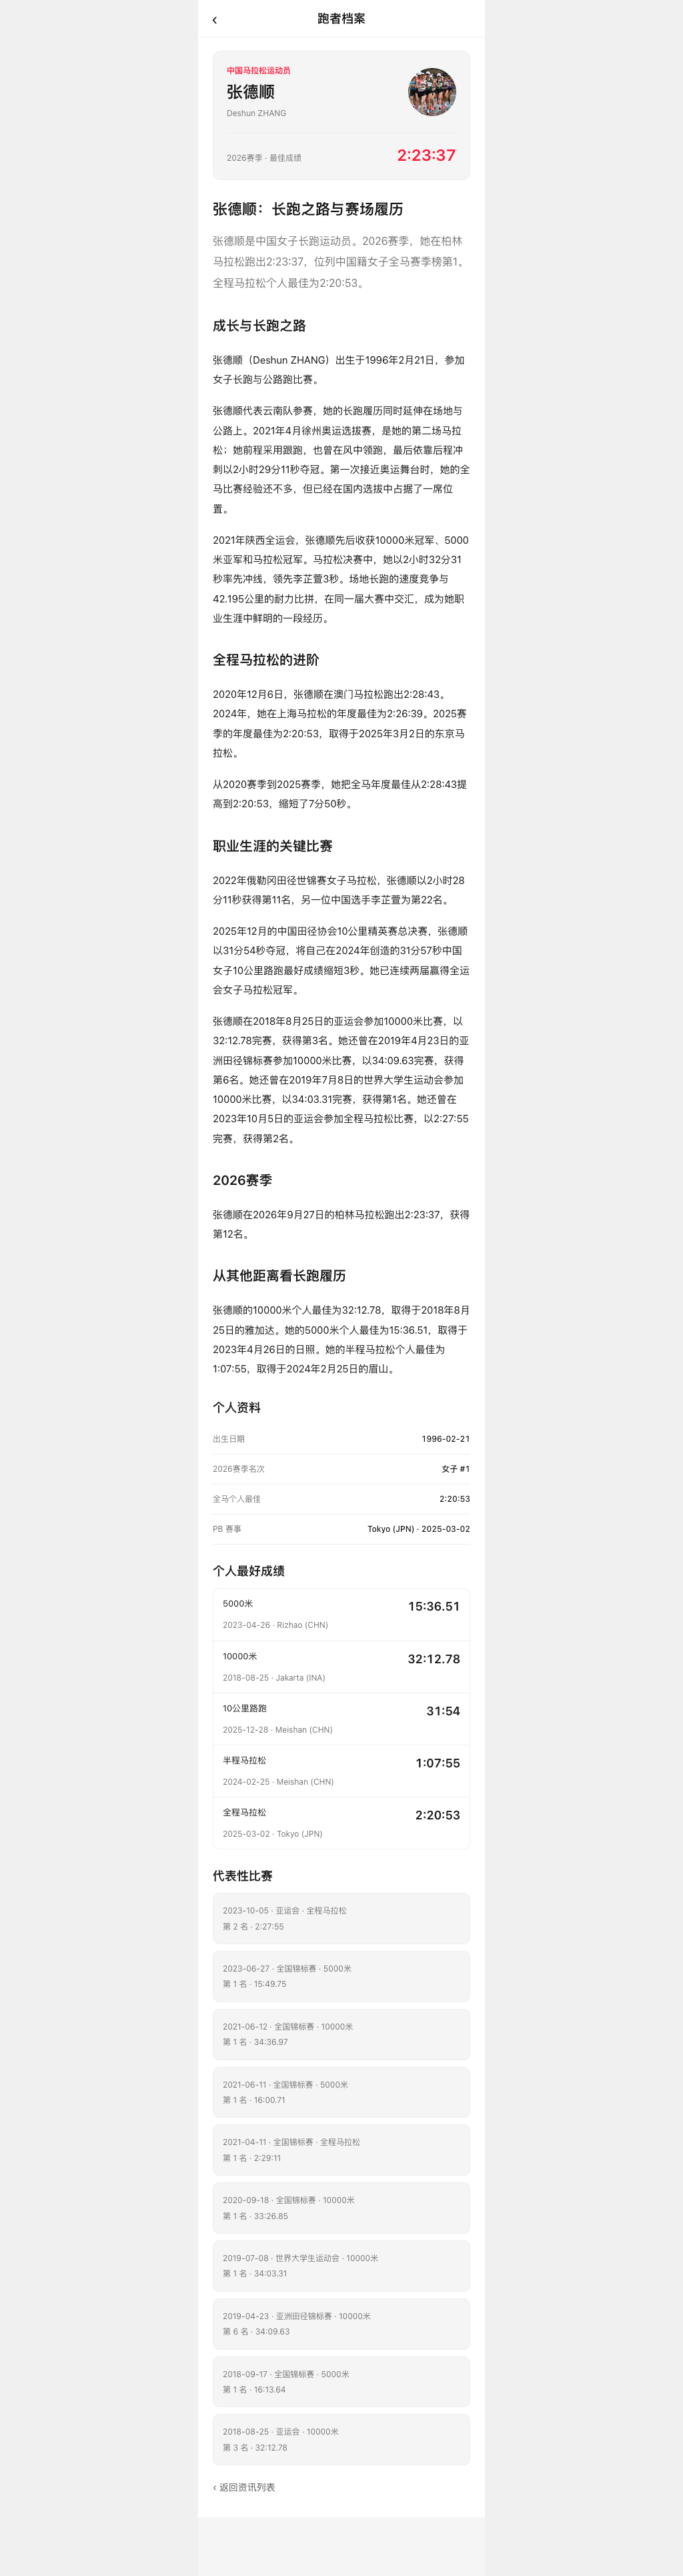 ‹ 跑者档案
中国马拉松运动员
张德顺
Deshun ZHANG
2026赛季 · 最佳成绩 2:23:37
张德顺：长跑之路与赛场履历
张德顺是中国女子长跑运动员。2026赛季，她在柏林
马拉松跑出2:23:37，位列中国籍女子全马赛季榜第1。
全程马拉松个人最佳为2:20:53。
成长与长跑之路
张德顺（Deshun ZHANG）出生于1996年2月21日，参加
女子长跑与公路跑比赛。
张德顺代表云南队参赛，她的长跑履历同时延伸在场地与
公路上。2021年4月徐州奥运选拔赛，是她的第二场马拉
松；她前程采用跟跑，也曾在风中领跑，最后依靠后程冲
刺以2小时29分11秒夺冠。第一次接近奥运舞台时，她的全
马比赛经验还不多，但已经在国内选拔中占据了一席位
置。
2021年陕西全运会，张德顺先后收获10000米冠军、5000
米亚军和马拉松冠军。马拉松决赛中，她以2小时32分31
秒率先冲线，领先李芷萱3秒。场地长跑的速度竞争与
42.195公里的耐力比拼，在同一届大赛中交汇，成为她职
业生涯中鲜明的一段经历。
全程马拉松的进阶
2020年12月6日，张德顺在澳门马拉松跑出2:28:43。
2024年，她在上海马拉松的年度最佳为2:26:39。2025赛
季的年度最佳为2:20:53，取得于2025年3月2日的东京马
拉松。
从2020赛季到2025赛季，她把全马年度最佳从2:28:43提
高到2:20:53，缩短了7分50秒。
职业生涯的关键比赛
2022年俄勒冈田径世锦赛女子马拉松，张德顺以2小时28
分11秒获得第11名，另一位中国选手李芷萱为第22名。
2025年12月的中国田径协会10公里精英赛总决赛，张德顺
以31分54秒夺冠，将自己在2024年创造的31分57秒中国
女子10公里路跑最好成绩缩短3秒。她已连续两届赢得全运
会女子马拉松冠军。
张德顺在2018年8月25日的亚运会参加10000米比赛，以
32:12.78完赛，获得第3名。她还曾在2019年4月23日的亚
洲田径锦标赛参加10000米比赛，以34:09.63完赛，获得
第6名。她还曾在2019年7月8日的世界大学生运动会参加
10000米比赛，以34:03.31完赛，获得第1名。她还曾在
2023年10月5日的亚运会参加全程马拉松比赛，以2:27:55
完赛，获得第2名。
2026赛季
张德顺在2026年9月27日的柏林马拉松跑出2:23:37，获得
第12名。
从其他距离看长跑履历
张德顺的10000米个人最佳为32:12.78，取得于2018年8月
25日的雅加达。她的5000米个人最佳为15:36.51，取得于
2023年4月26日的日照。她的半程马拉松个人最佳为
1:07:55，取得于2024年2月25日的眉山。
个人资料
出生日期 1996-02-21
2026赛季名次 女子 #1
全马个人最佳 2:20:53
PB 赛事 Tokyo (JPN) · 2025-03-02
个人最好成绩
5000米 15:36.51
2023-04-26 · Rizhao (CHN)
10000米 32:12.78
2018-08-25 · Jakarta (INA)
10公里路跑 31:54
2025-12-28 · Meishan (CHN)
半程马拉松 1:07:55
2024-02-25 · Meishan (CHN)
全程马拉松 2:20:53
2025-03-02 · Tokyo (JPN)
代表性比赛
2023-10-05 · 亚运会 · 全程马拉松
第 2 名 · 2:27:55
2023-06-27 · 全国锦标赛 · 5000米
第 1 名 · 15:49.75
2021-06-12 · 全国锦标赛 · 10000米
第 1 名 · 34:36.97
2021-06-11 · 全国锦标赛 · 5000米
第 1 名 · 16:00.71
2021-04-11 · 全国锦标赛 · 全程马拉松
第 1 名 · 2:29:11
2020-09-18 · 全国锦标赛 · 10000米
第 1 名 · 33:26.85
2019-07-08 · 世界大学生运动会 · 10000米
第 1 名 · 34:03.31
2019-04-23 · 亚洲田径锦标赛 · 10000米
第 6 名 · 34:09.63
2018-09-17 · 全国锦标赛 · 5000米
第 1 名 · 16:13.64
2018-08-25 · 亚运会 · 10000米
第 3 名 · 32:12.78
‹ 返回资讯列表